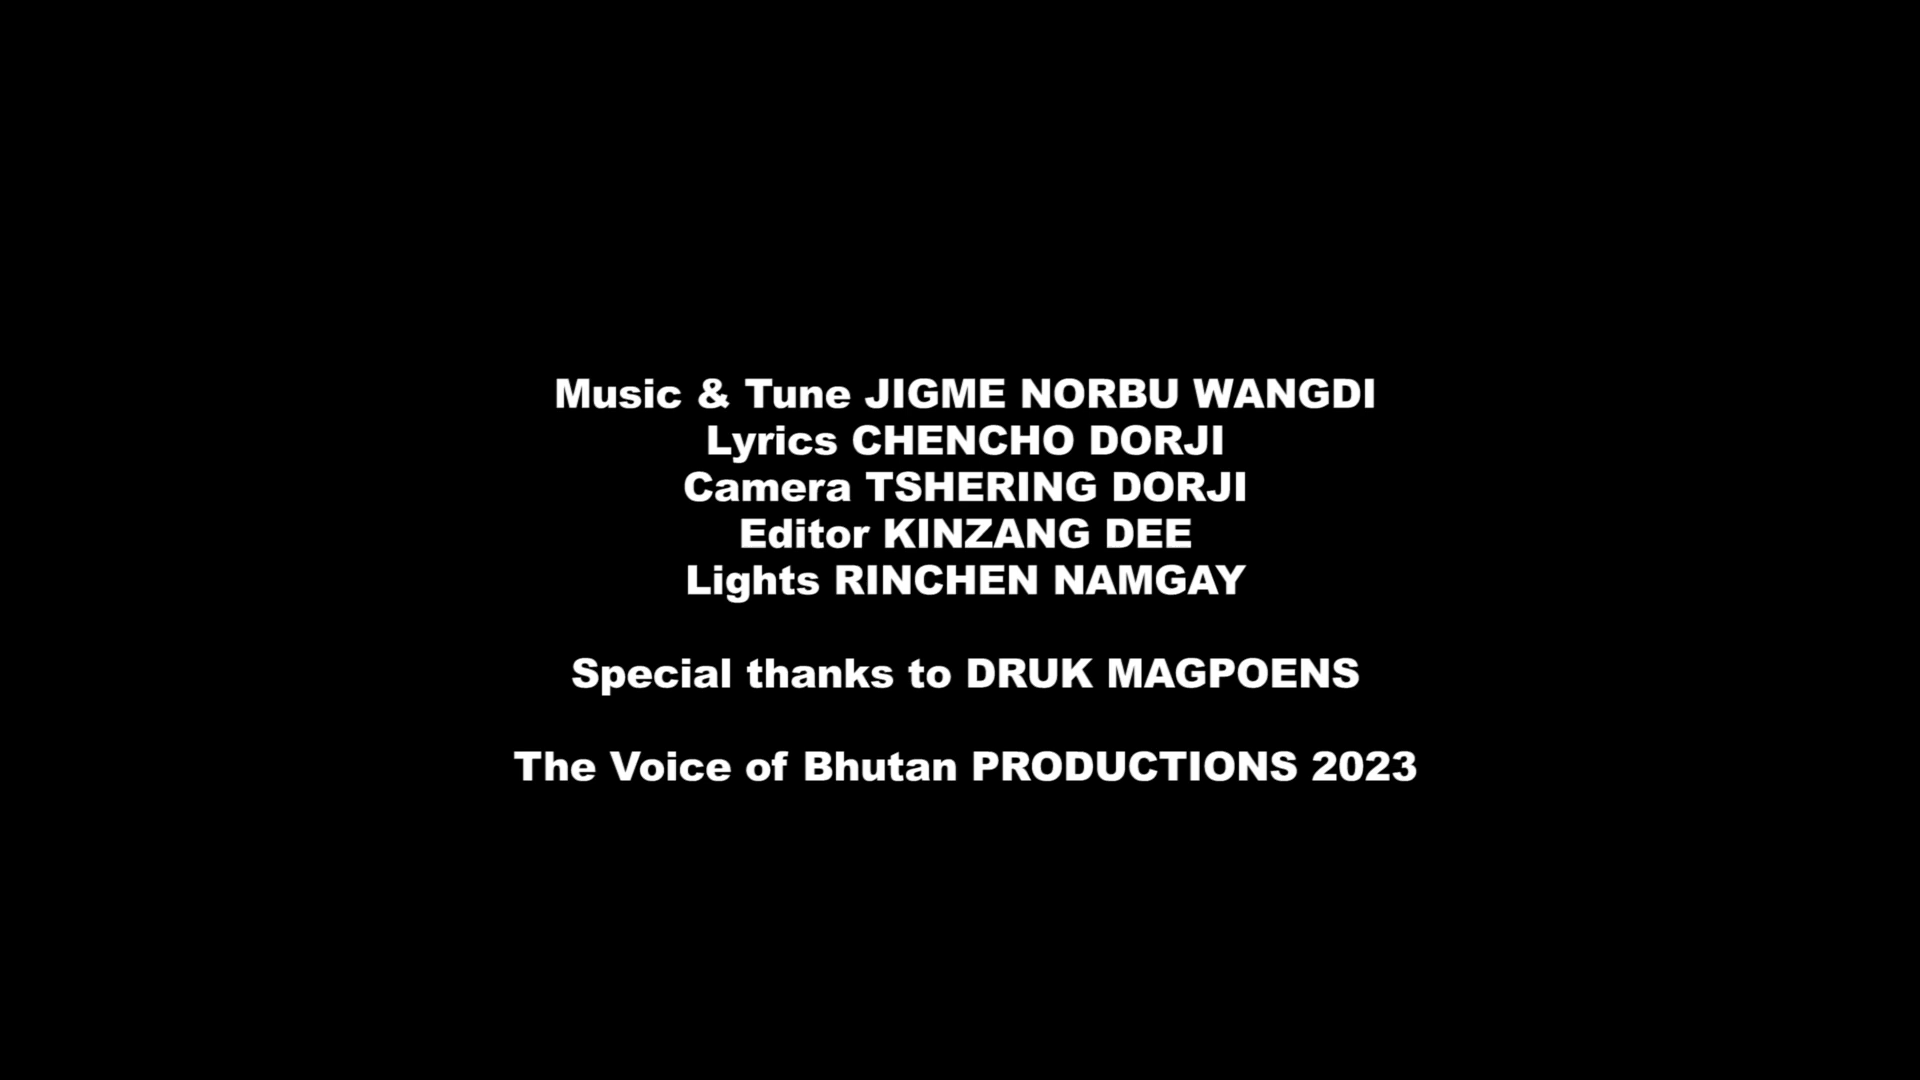 Music & Tune JIGME NORBU WANGDI
Lyrics CHENCHO DORJI
Camera TSHERING DORJI
Editor KINZANG DEE
Lights RINCHEN NAMGAY
Special thanks to DRUK MAGPOENS
The Voice of Bhutan PRODUCTIONS 2023